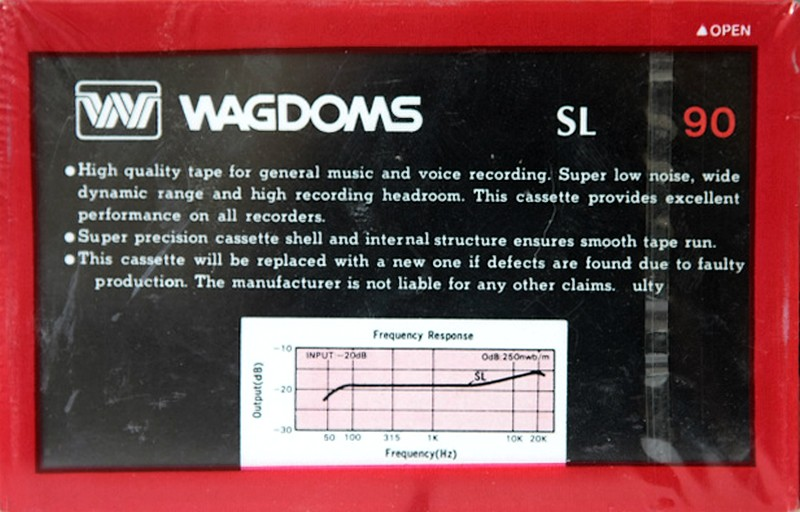 ▲OPEN
W WAGDOMS SL 90
●High quality tape for general music and voice recording. Super low noise, wide
dynamic range and high recording headroom. This cassette provides excellent
performance on all recorders.
●Super precision cassette shell and internal structure ensures smooth tape run.
●This cassette will be replaced with a new one if defects are found due to faulty
production. The manufacturer is not liable for any other claims. ulty
Frequency Response
Output(dB)
-10
-20
-30
INPUT -20dB
0dB:250nwb/m
SL
50 100 315 1K 10K 20K
Frequency(Hz)